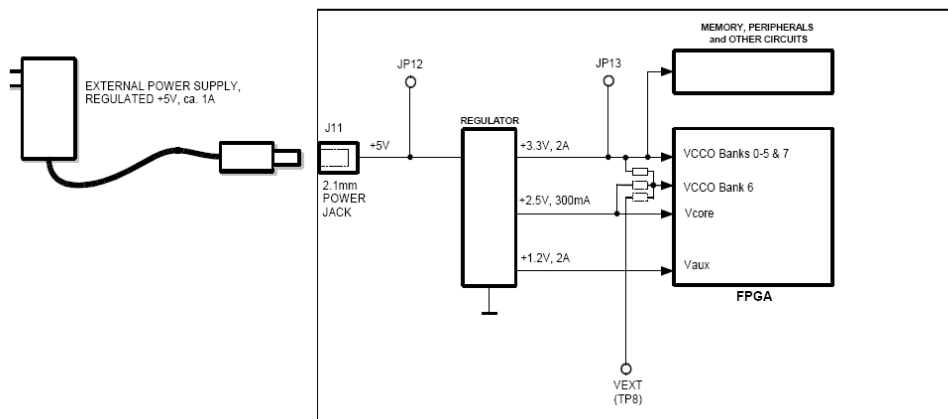 MEMORY, PERIPHERALS
and OTHER CIRCUITS
JP12
JP13
EXTERNAL POWER SUPPLY,
REGULATED +5V, ca. 1A
J11
REGULATOR
+5V
+3.3V, 2A
VCCO Banks 0-5 & 7
2.1mm
POWER
JACK
VCCO Bank 6
+2.5V, 300mA
Vcore
+1.2V, 2A
Vaux
FPGA
VEXT
(TP8)